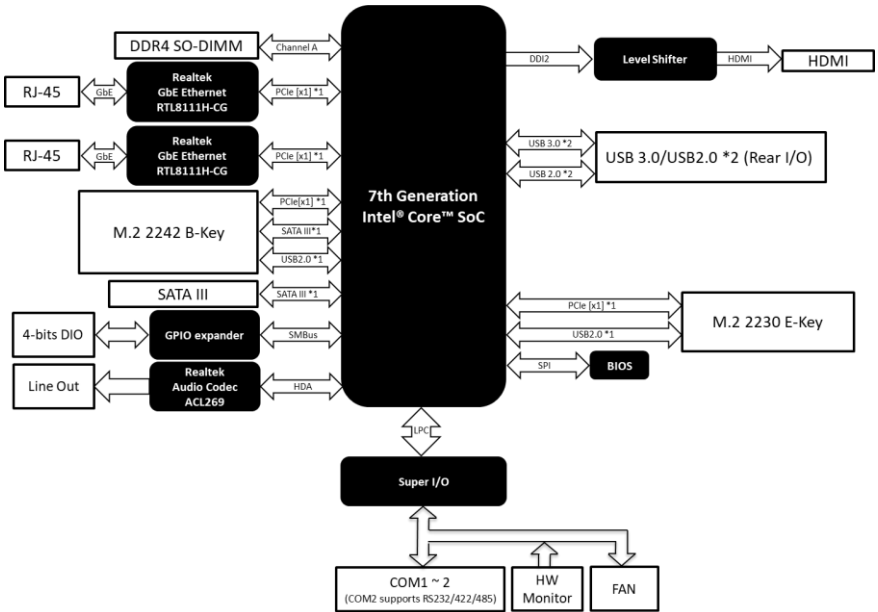 DDR4 SO-DIMM
Channel A
RJ-45
GbE
Realtek
GbE Ethernet
RTL8111H-CG
PCIe [x1] *1
RJ-45
GbE
Realtek
GbE Ethernet
RTL8111H-CG
PCIe [x1] *1
M.2 2242 B-Key
PCIe[x1] *1
SATA III*1
USB2.0 *1
SATA III
SATA III *1
4-bits DIO
GPIO expander
SMBus
Line Out
Realtek
Audio Codec
ACL269
HDA
7th Generation
Intel® Core™ SoC
DDI2
Level Shifter
HDMI
HDMI
USB 3.0 *2
USB 2.0 *2
USB 3.0/USB2.0 *2 (Rear I/O)
PCIe [x1] *1
USB2.0 *1
M.2 2230 E-Key
SPI
BIOS
LPC
Super I/O
COM1 ~ 2
(COM2 supports RS232/422/485)
HW
Monitor
FAN